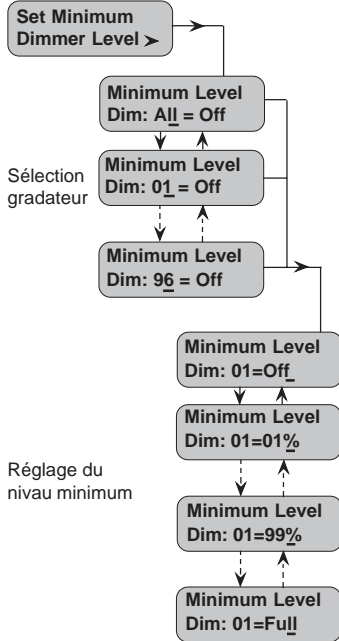 Set Minimum
Dimmer Level ➤
Minimum Level
Dim: All = Off
Sélection
gradateur
Minimum Level
Dim: 01 = Off
Minimum Level
Dim: 96 = Off
Minimum Level
Dim: 01=Off
Minimum Level
Dim: 01=01%
Réglage du
nivau minimum
Minimum Level
Dim: 01=99%
Minimum Level
Dim: 01=Full